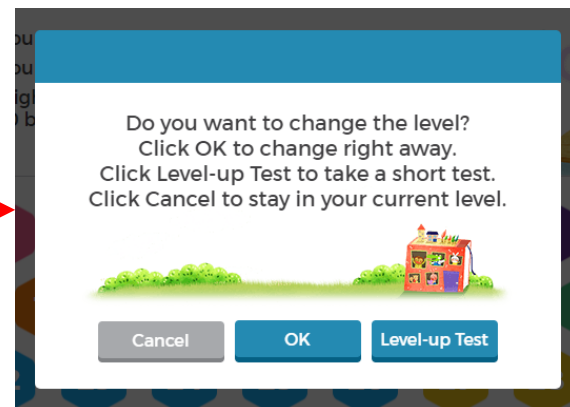 Do you want to change the level?
Click OK to change right away.
Click Level-up Test to take a short test.
Click Cancel to stay in your current level.
Cancel
OK
Level-up Test